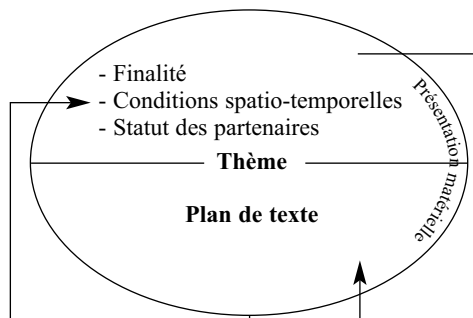 - Finalité
- Conditions spatio-temporelles
- Statut des partenaires
Thème
Plan de texte
Présentation matérielle